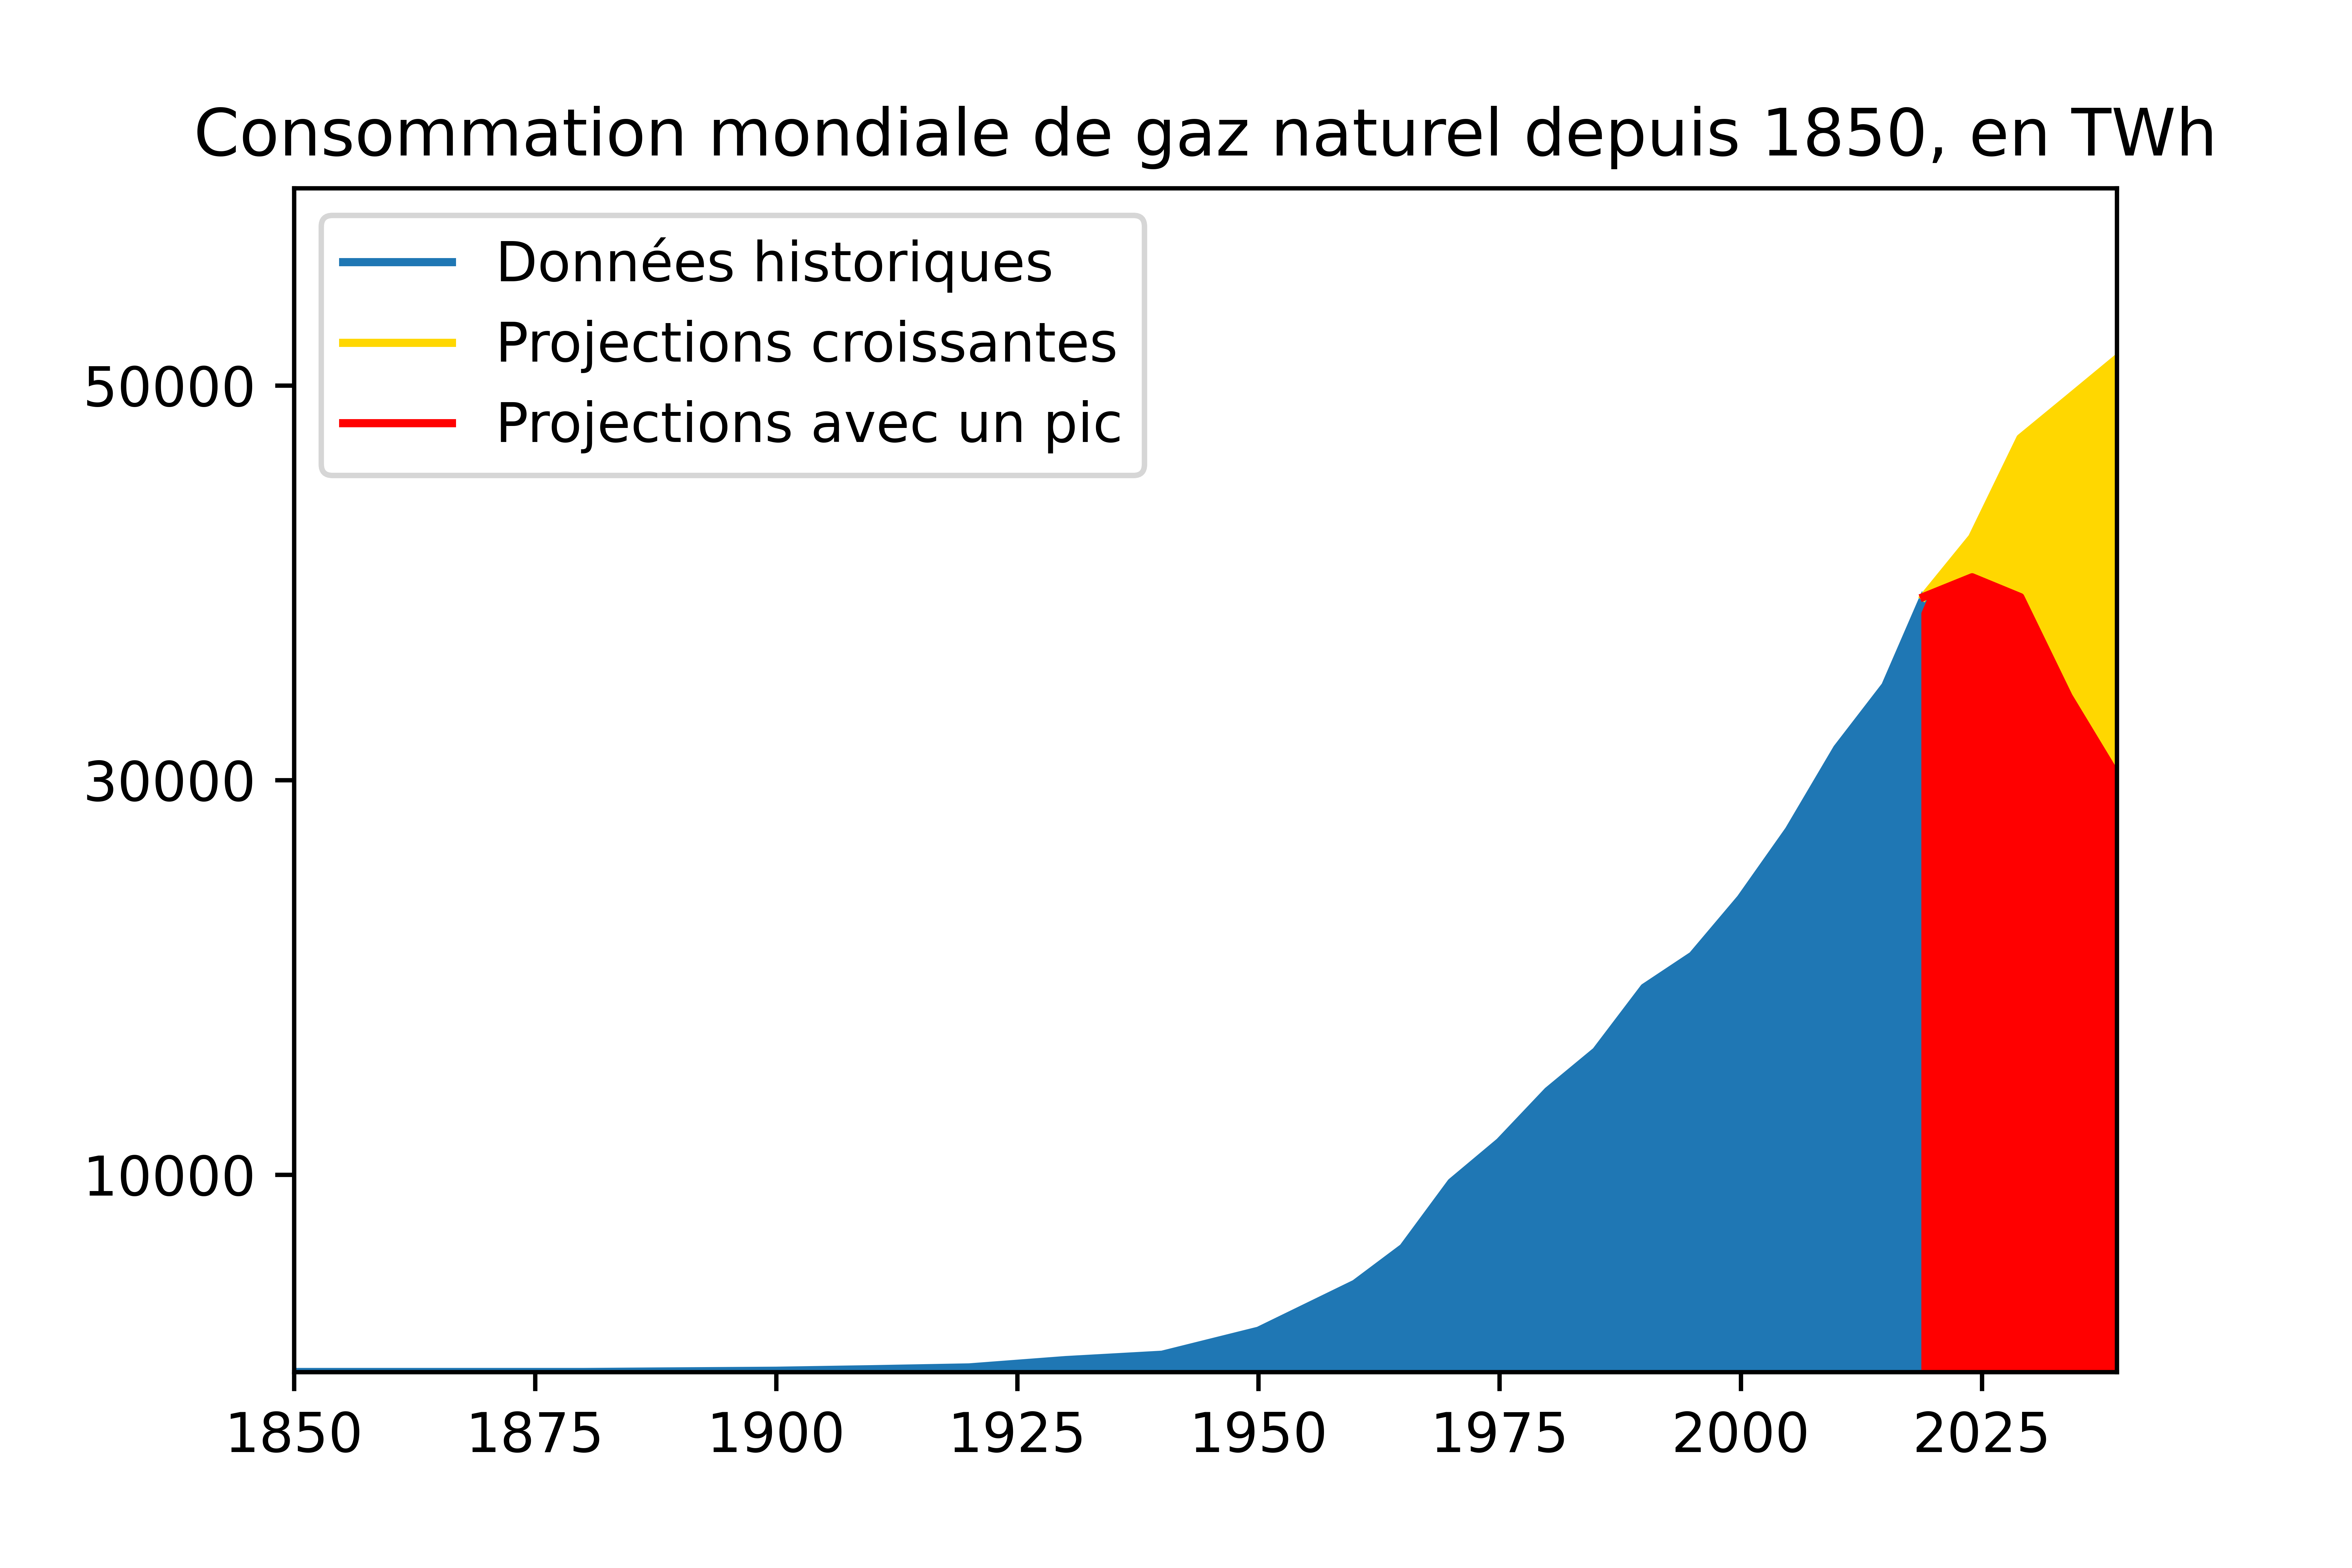 Consommation mondiale de gaz naturel depuis 1850, en TWh
Données historiques
Projections croissantes
Projections avec un pic
50000
30000
10000
1850 1875 1900 1925 1950 1975 2000 2025